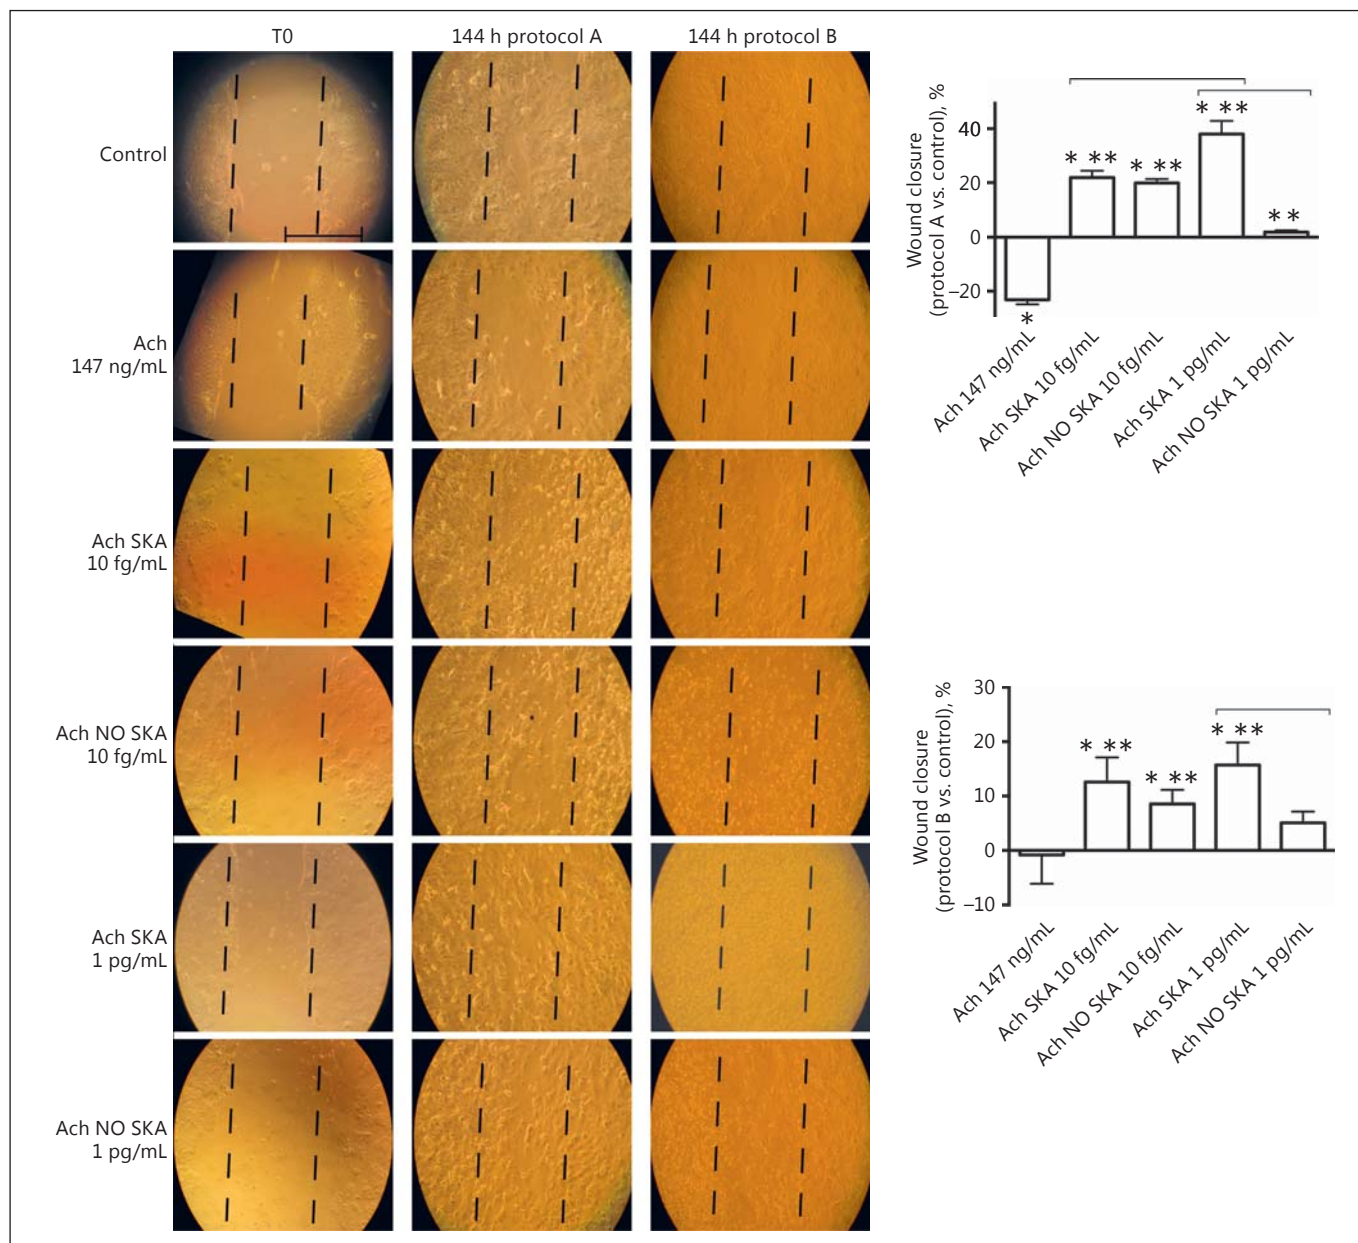 T0
144 h protocol A
144 h protocol B
Control
Ach
147 ng/mL
Ach SKA
10 fg/mL
Ach NO SKA
10 fg/mL
Ach SKA
1 pg/mL
Ach NO SKA
1 pg/mL
Wound closure
(protocol A vs. control), %
40
20
0
−20
*
* **
* **
* **
**
Ach 147 ng/mL
Ach SKA 10 fg/mL
Ach NO SKA 10 fg/mL
Ach SKA 1 pg/mL
Ach NO SKA 1 pg/mL
Wound closure
(protocol B vs. control), %
30
20
10
0
−10
* **
* **
* **
Ach 147 ng/mL
Ach SKA 10 fg/mL
Ach NO SKA 10 fg/mL
Ach SKA 1 pg/mL
Ach NO SKA 1 pg/mL